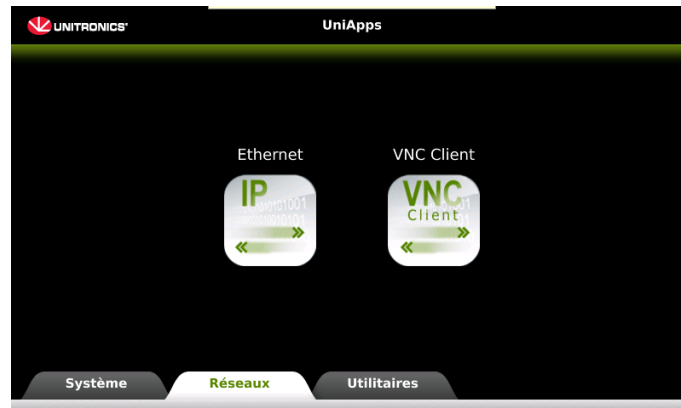 UNITRONICS
UniApps
Ethernet
VNC Client
IP
VNC
Client
Système
Réseaux
Utilitaires